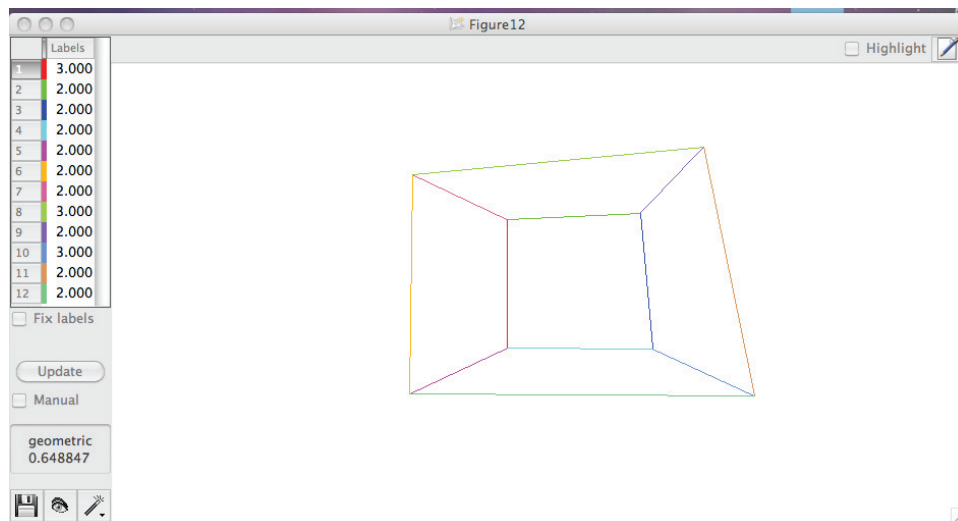 Figure12
Labels
Highlight
1 3.000
2 2.000
3 2.000
4 2.000
5 2.000
6 2.000
7 2.000
8 3.000
9 2.000
10 3.000
11 2.000
12 2.000
Fix labels
Update
Manual
geometric
0.648847